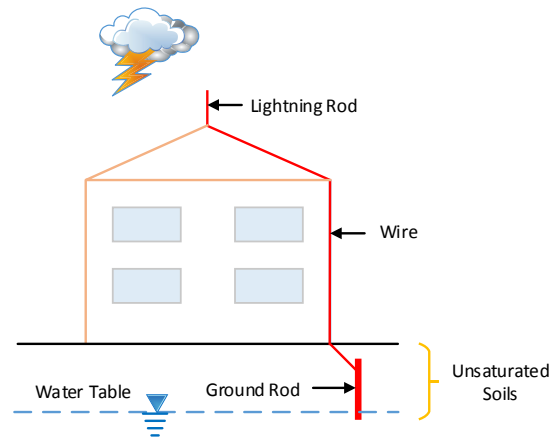 Lightning Rod
Wire
Unsaturated
Soils
Water Table
Ground Rod